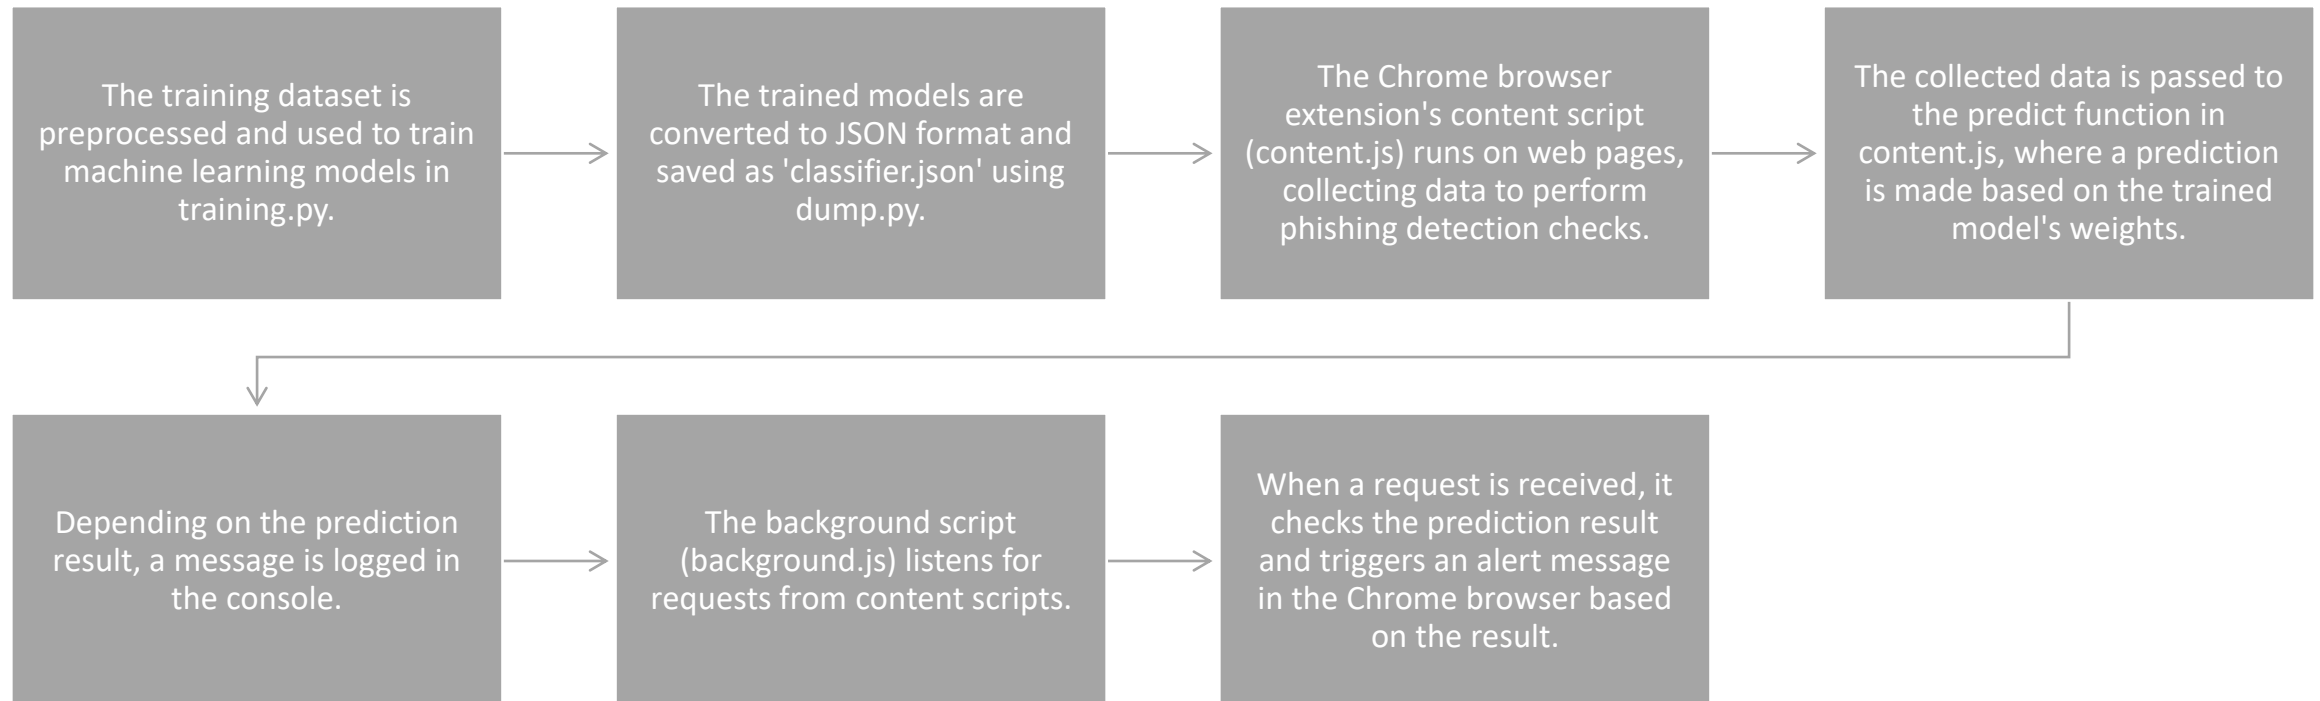 The training dataset is
preprocessed and used to train
machine learning models in
training.py.
The trained models are
converted to JSON format and
saved as 'classifier.json' using
dump.py.
The Chrome browser
extension's content script
(content.js) runs on web pages,
collecting data to perform
phishing detection checks.
The collected data is passed to
the predict function in
content.js, where a prediction
is made based on the trained
model's weights.
Depending on the prediction
result, a message is logged in
the console.
The background script
(background.js) listens for
requests from content scripts.
When a request is received, it
checks the prediction result
and triggers an alert message
in the Chrome browser based
on the result.